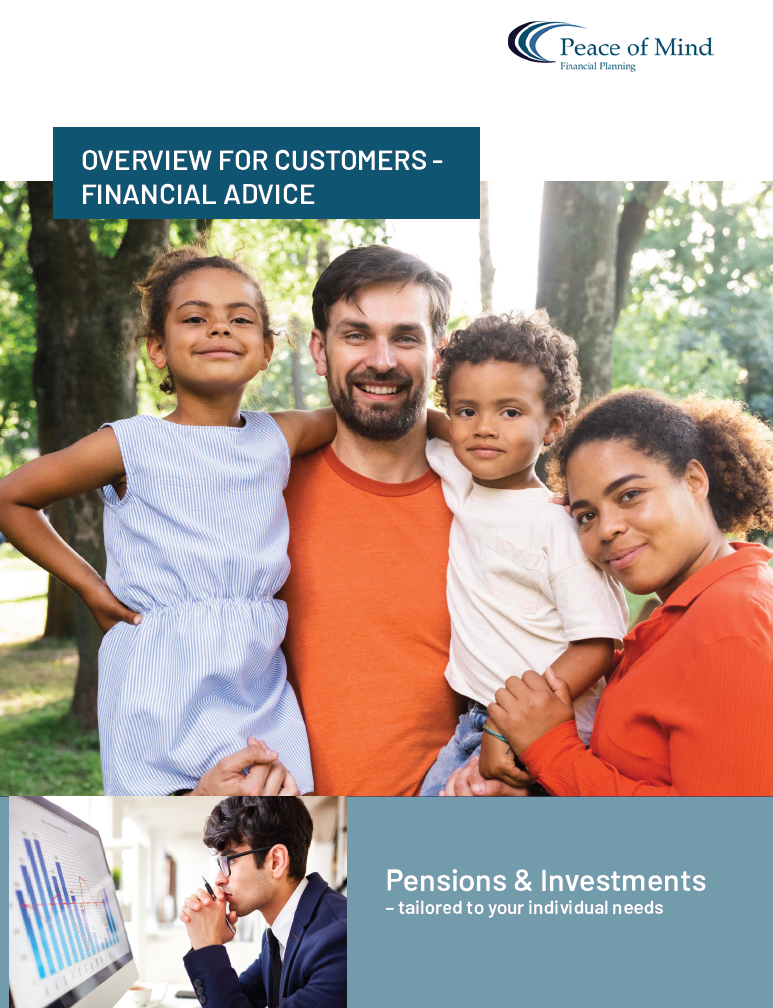 Peace of Mind
Financial Planning
OVERVIEW FOR CUSTOMERS -
FINANCIAL ADVICE
Pensions & Investments
– tailored to your individual needs